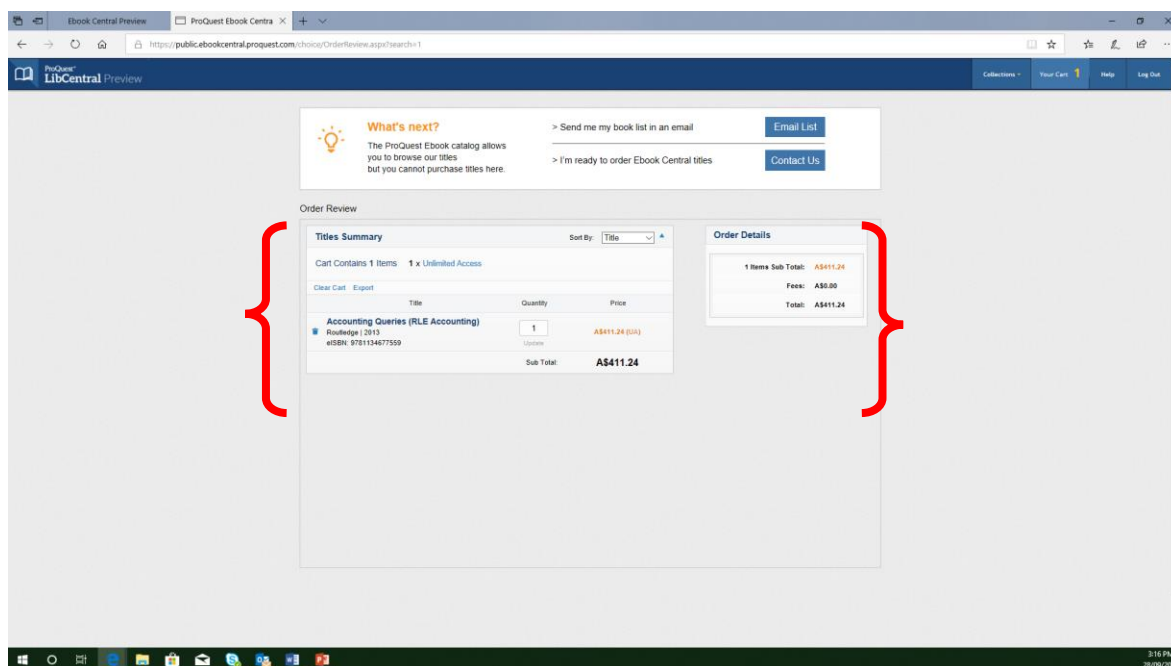 Ebook Central Preview
ProQuest Ebook Centra
https://public.ebookcentral.proquest.com/choice/OrderReview.aspx?search=1
ProQuest
LibCentral Preview
Collections
Your Cart 1
Help
Log Out
What's next?
The ProQuest Ebook catalog allows
you to browse our titles
but you cannot purchase titles here.
> Send me my book list in an email
Email List
> I'm ready to order Ebook Central titles
Contact Us
Order Review
Titles Summary
Sort By: Title
Cart Contains 1 Items 1 x Unlimited Access
Clear Cart Export
Title Quantity Price
Accounting Queries (RLE Accounting)
Routledge | 2013
eISBN: 9781134677559
1
Update
A$411.24 (UA)
Sub Total: A$411.24
Order Details
1 Items Sub Total: A$411.24
Fees: A$0.00
Total: A$411.24
3:16 PM